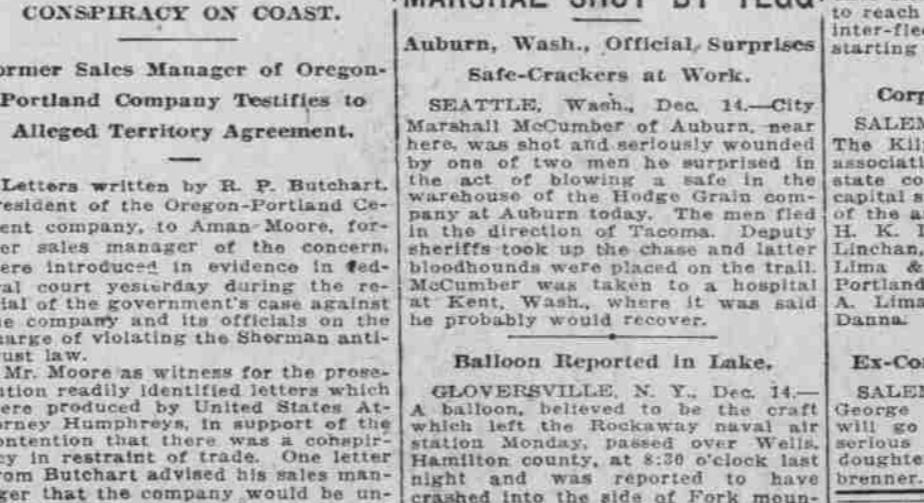 CONSPIRACY ON COAST.
ormer Sales Manager of Oregon-
Portland Company Testifies to
Alleged Territory Agreement.
Letters written by R. P. Butchart,
resident of the Oregon-Portland Ce-
ent company, to Aman Moore, for-
er sales manager of the concern,
ere introduced in evidence in fed-
al court yesterday during the re-
ial of the government's case against
e company and its officials on the
arge of violating the Sherman anti-
ust law.
Mr. Moore as witness for the prose-
ution readily identified letters which
ere produced by United States At-
orney Humphreys, in support of the
ontention that there was a conspir-
cy in restraint of trade. One letter
rom Butchart advised his sales man-
ger that the company would be un-
MARSHAL SHOT BY YEGG
Auburn, Wash., Official, Surprises
Safe-Crackers at Work.
SEATTLE, Wash., Dec. 14.—City
Marshall McCumber of Auburn, near
here, was shot and seriously wounded
by one of two men he surprised in
the act of blowing a safe in the
warehouse of the Hodge Grain com-
pany at Auburn today. The men fled
in the direction of Tacoma. Deputy
sheriffs took up the chase and latter
bloodhounds were placed on the trail.
McCumber was taken to a hospital
at Kent, Wash., where it was said
he probably would recover.
Balloon Reported in Lake.
GLOVERSVILLE, N. Y., Dec. 14.—
A balloon, believed to be the craft
which left the Rockaway naval air
station Monday, passed over Wells,
Hamilton county, at 8:30 o'clock last
night and was reported to have
crashed into the side of Fork moun-
to reach
inter-flee
starting
Corp
SALEM
The Kli
associati
state co
capital s
of the a
H. K. L
Linchan,
Lima &
Portland
A. Lima
Danna.
Ex-Co
SALEM
George
will go
serious
doughte
brenner